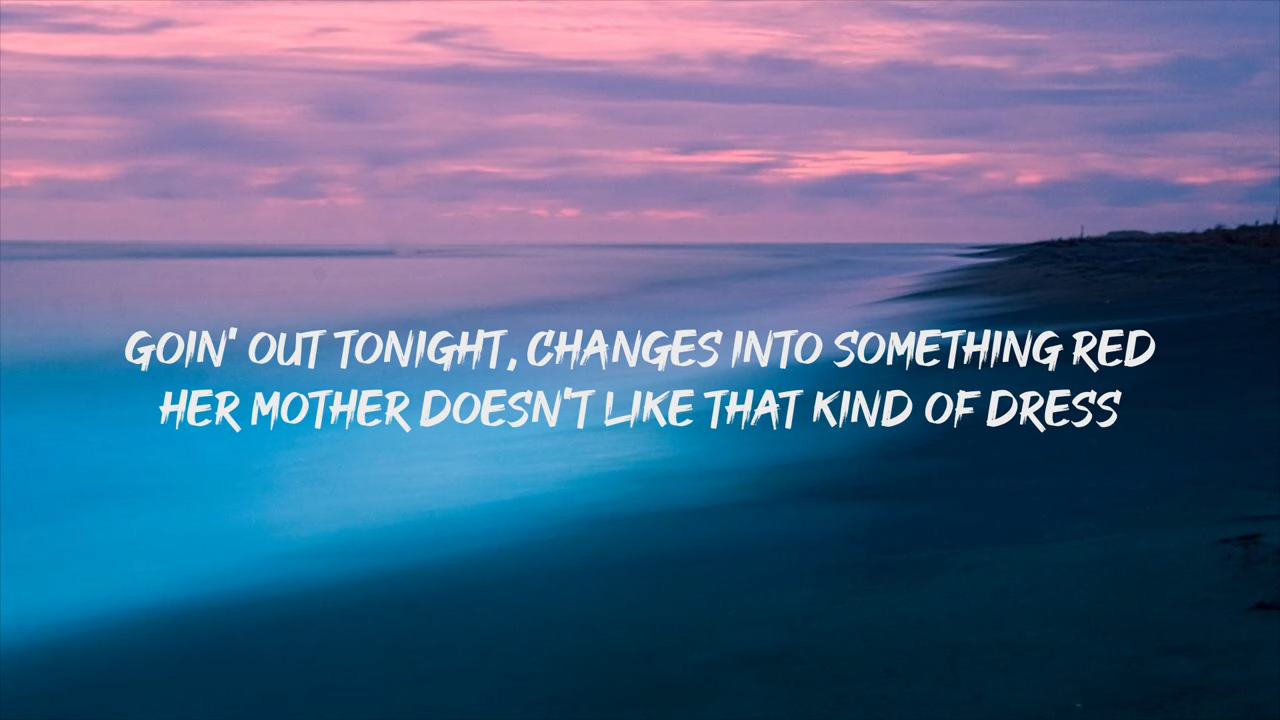 GOIN' OUT TONIGHT, CHANGES INTO SOMETHING RED
HER MOTHER DOESN'T LIKE THAT KIND OF DRESS